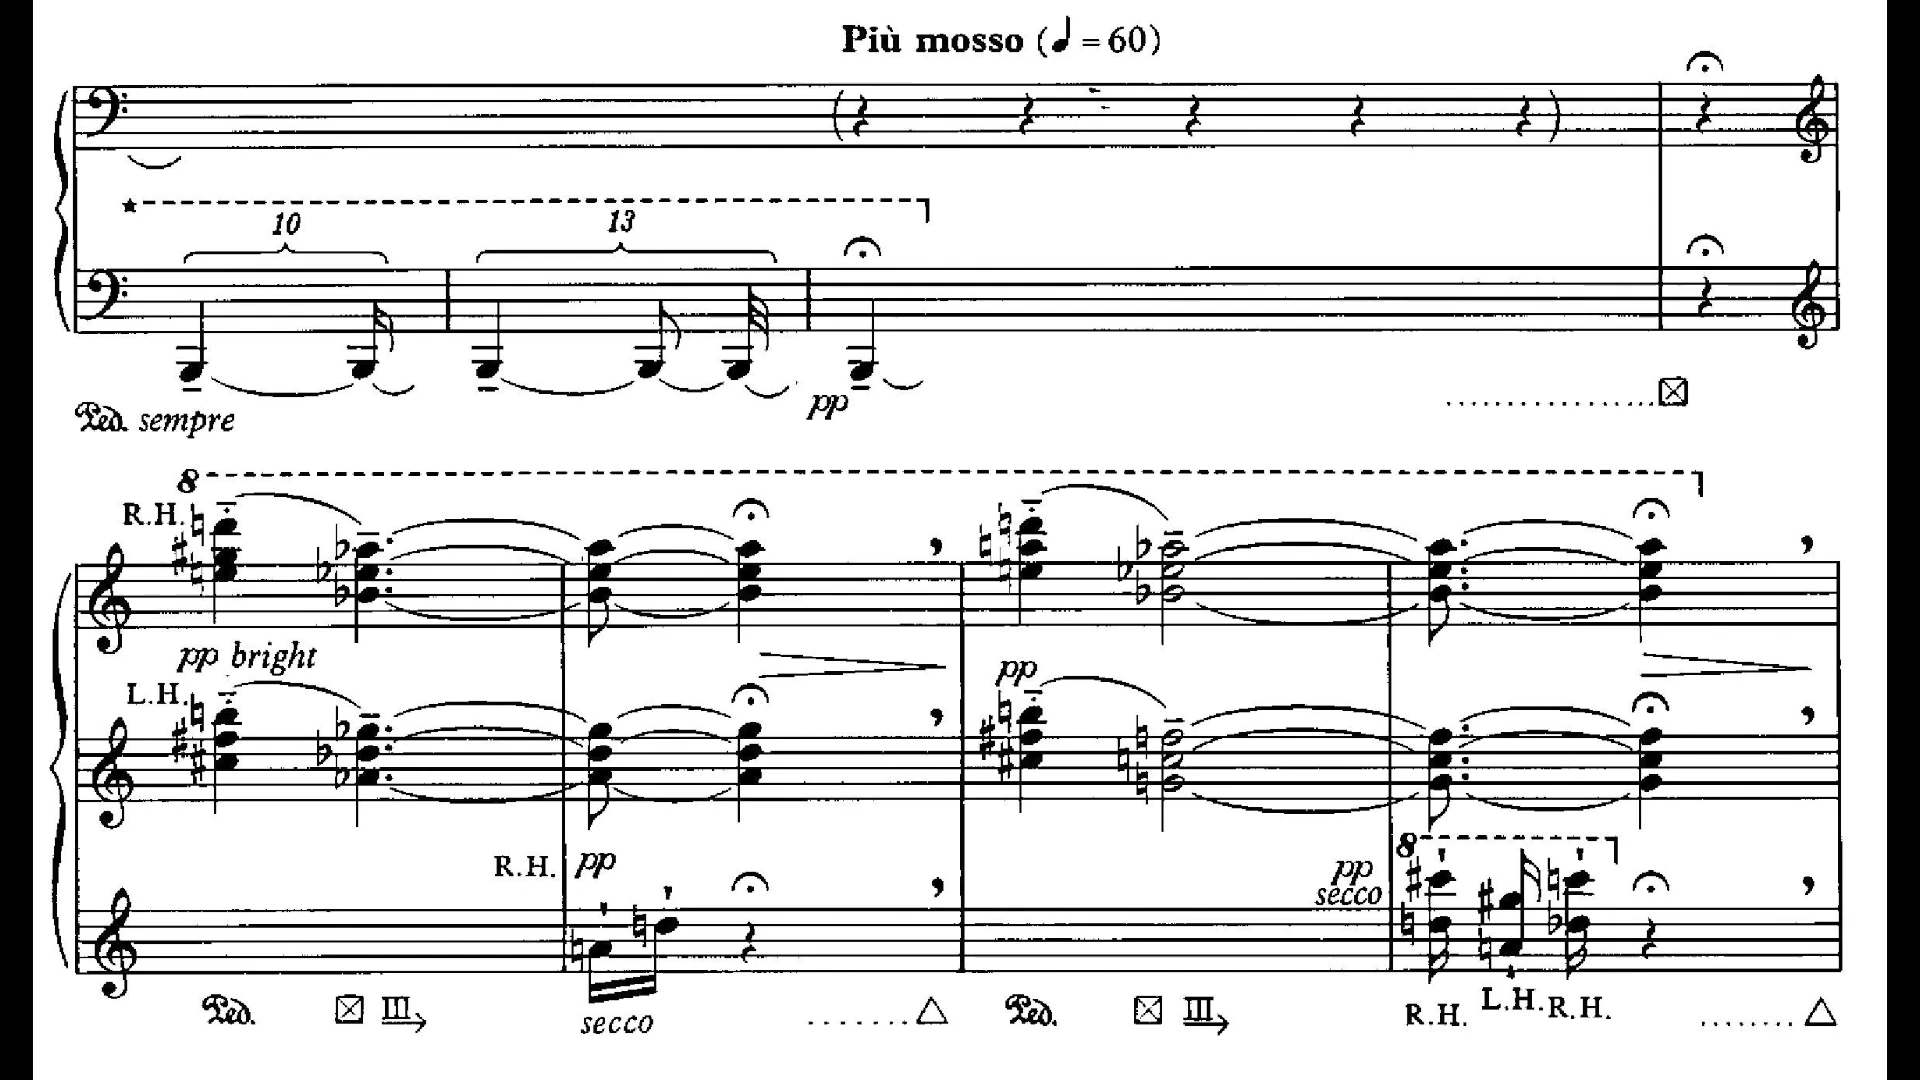 Più mosso (♩ = 60)
10 13
pp
Ped. sempre
8
R.H.
pp bright pp
L.H.
R.H. pp 8
pp
secco
Ped. III Ped. III
secco R.H. L.H. R.H.